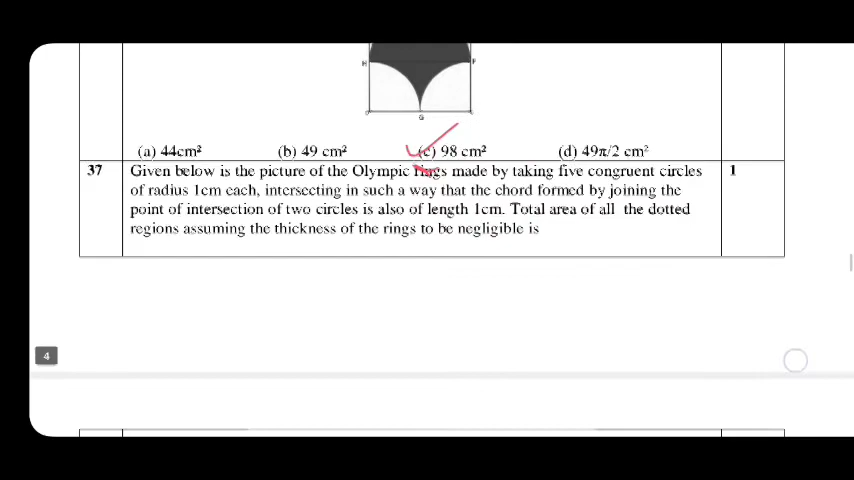 H F
G
(a) 44cm² (b) 49 cm² (c) 98 cm² (d) 49π/2 cm²
37 Given below is the picture of the Olympic rings made by taking five congruent circles 1
of radius 1cm each, intersecting in such a way that the chord formed by joining the
point of intersection of two circles is also of length 1cm. Total area of all the dotted
regions assuming the thickness of the rings to be negligible is
4